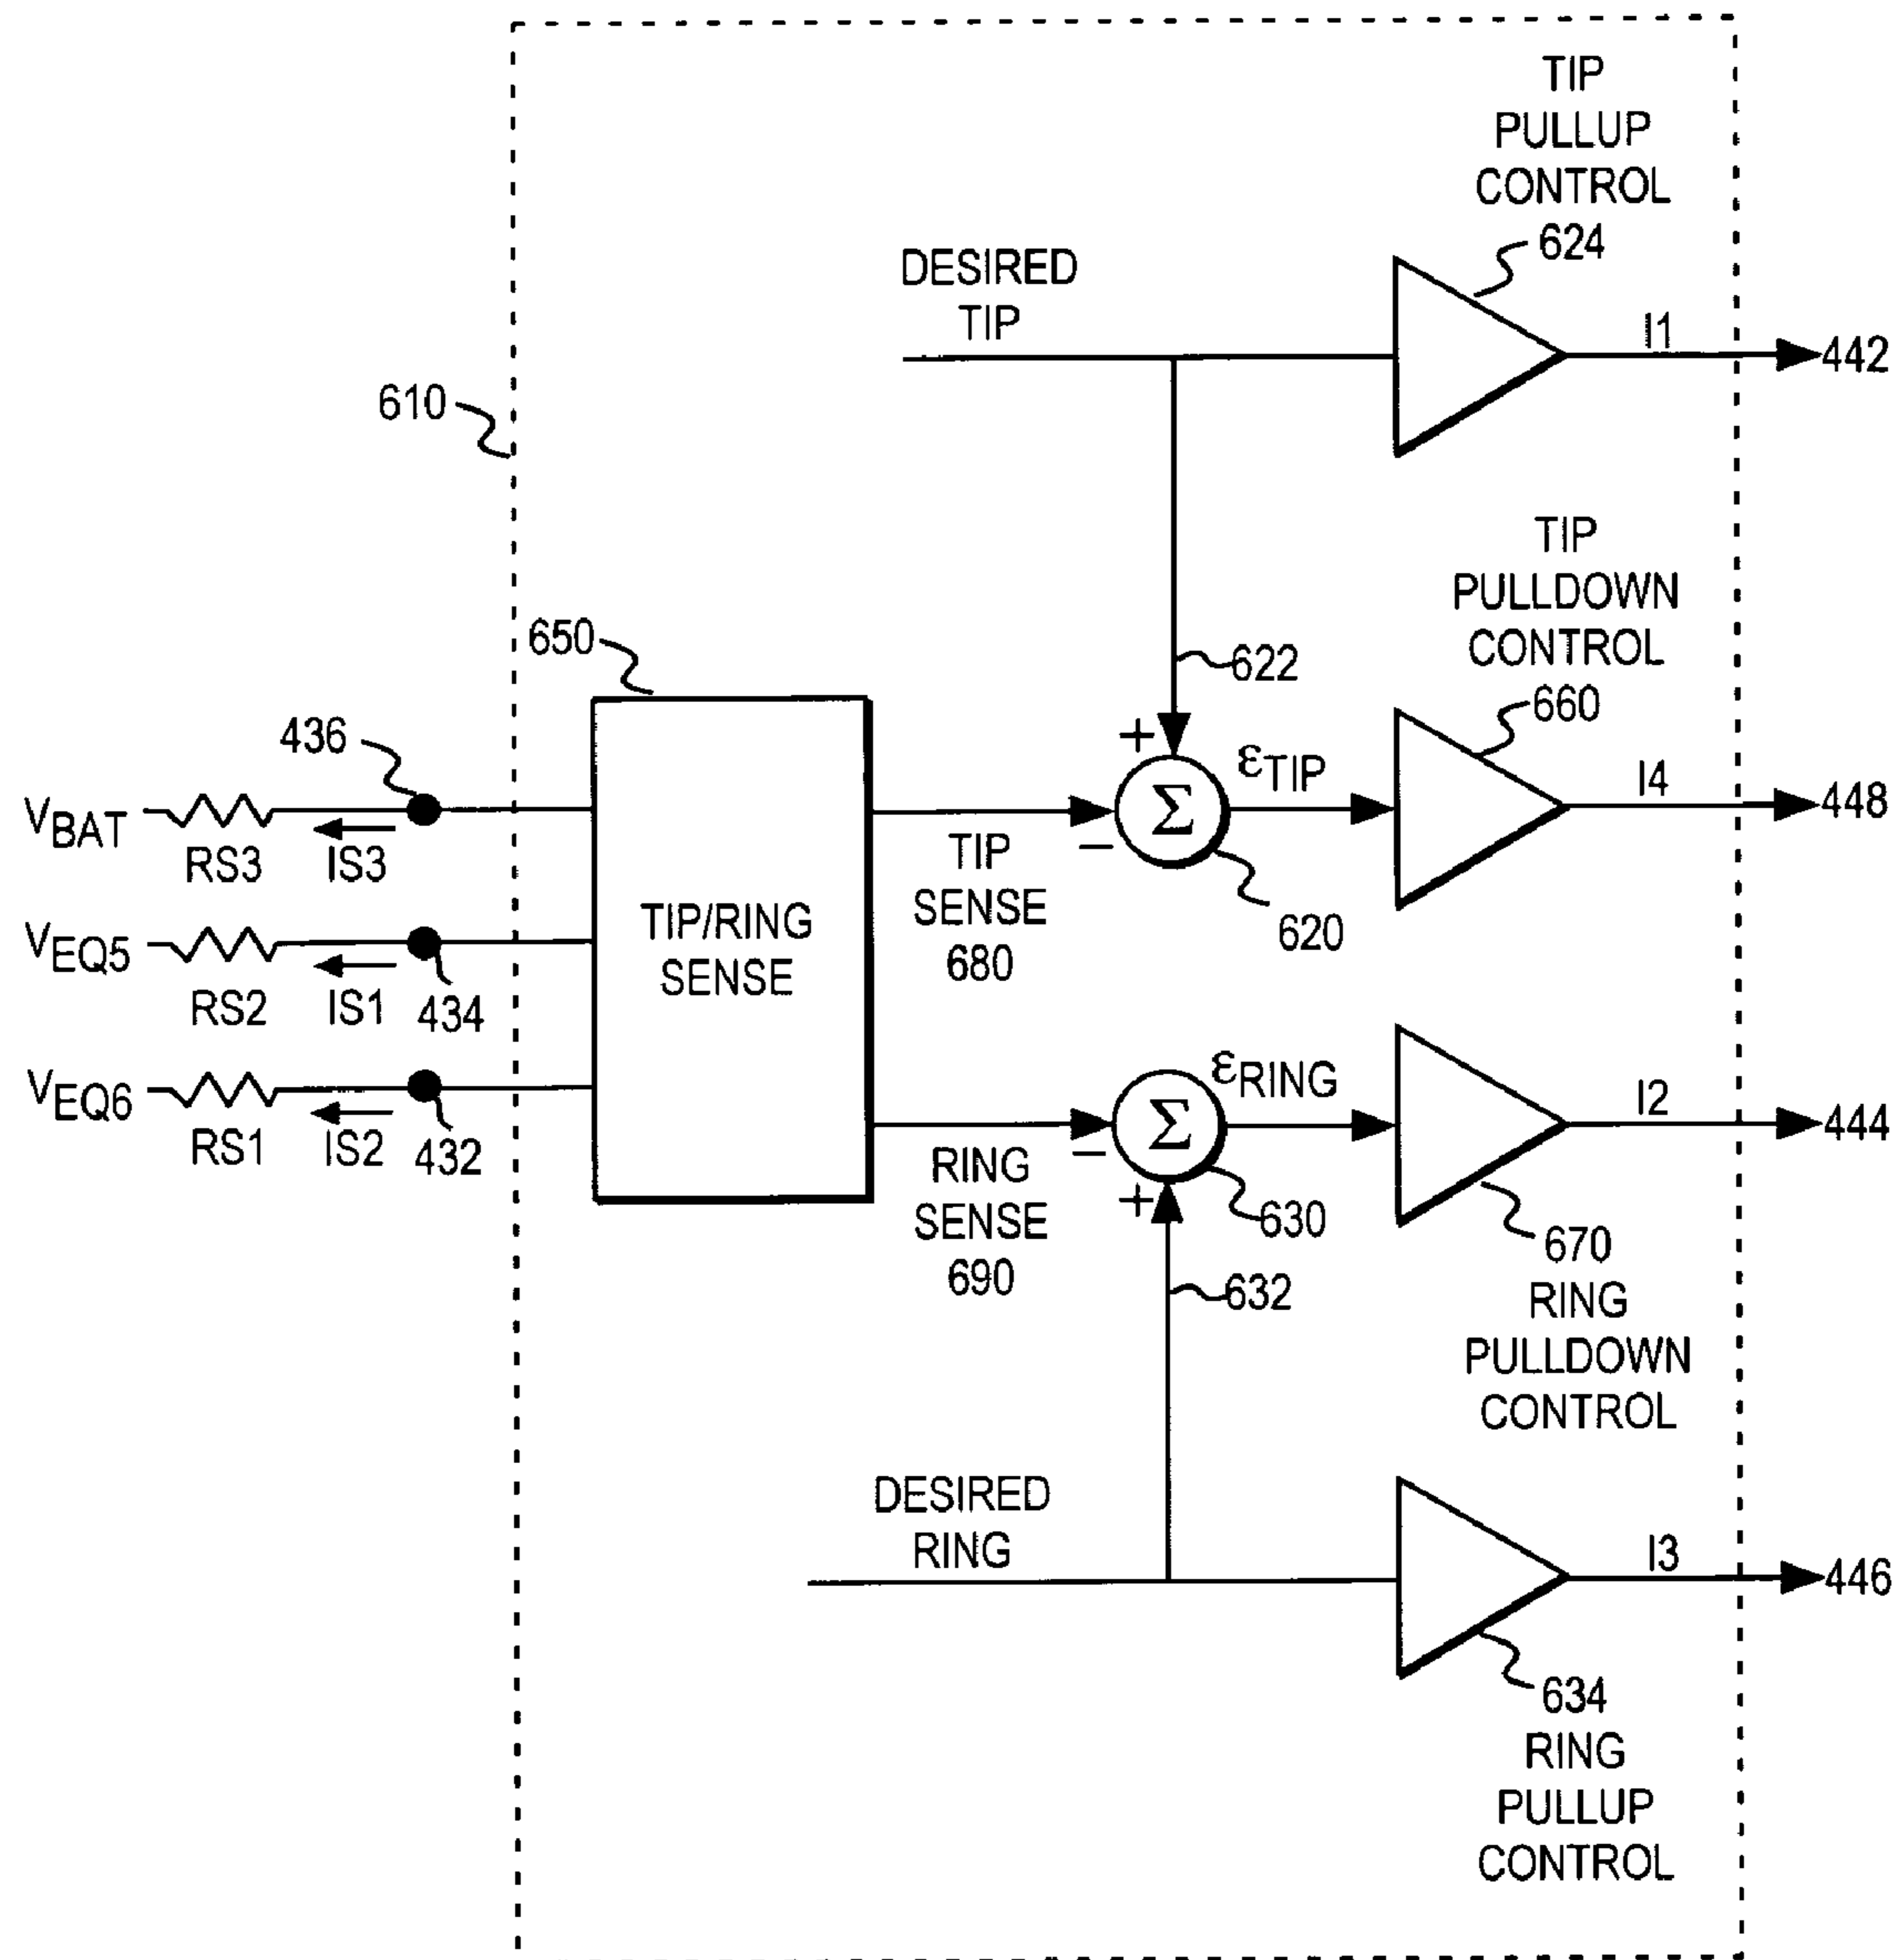 TIP
PULLUP
CONTROL
624
DESIRED
TIP
I1
442
610
TIP
PULLDOWN
CONTROL
660
650
622
436
+
εTIP
I4
448
VBAT
RS3
IS3
Σ
−
TIP
SENSE
680
620
TIP/RING
SENSE
VEQ5
RS2
IS1
434
εRING
I2
444
VEQ6
RS1
IS2
432
Σ
−
RING
SENSE
690
+
630
632
670
RING
PULLDOWN
CONTROL
DESIRED
RING
I3
446
634
RING
PULLUP
CONTROL